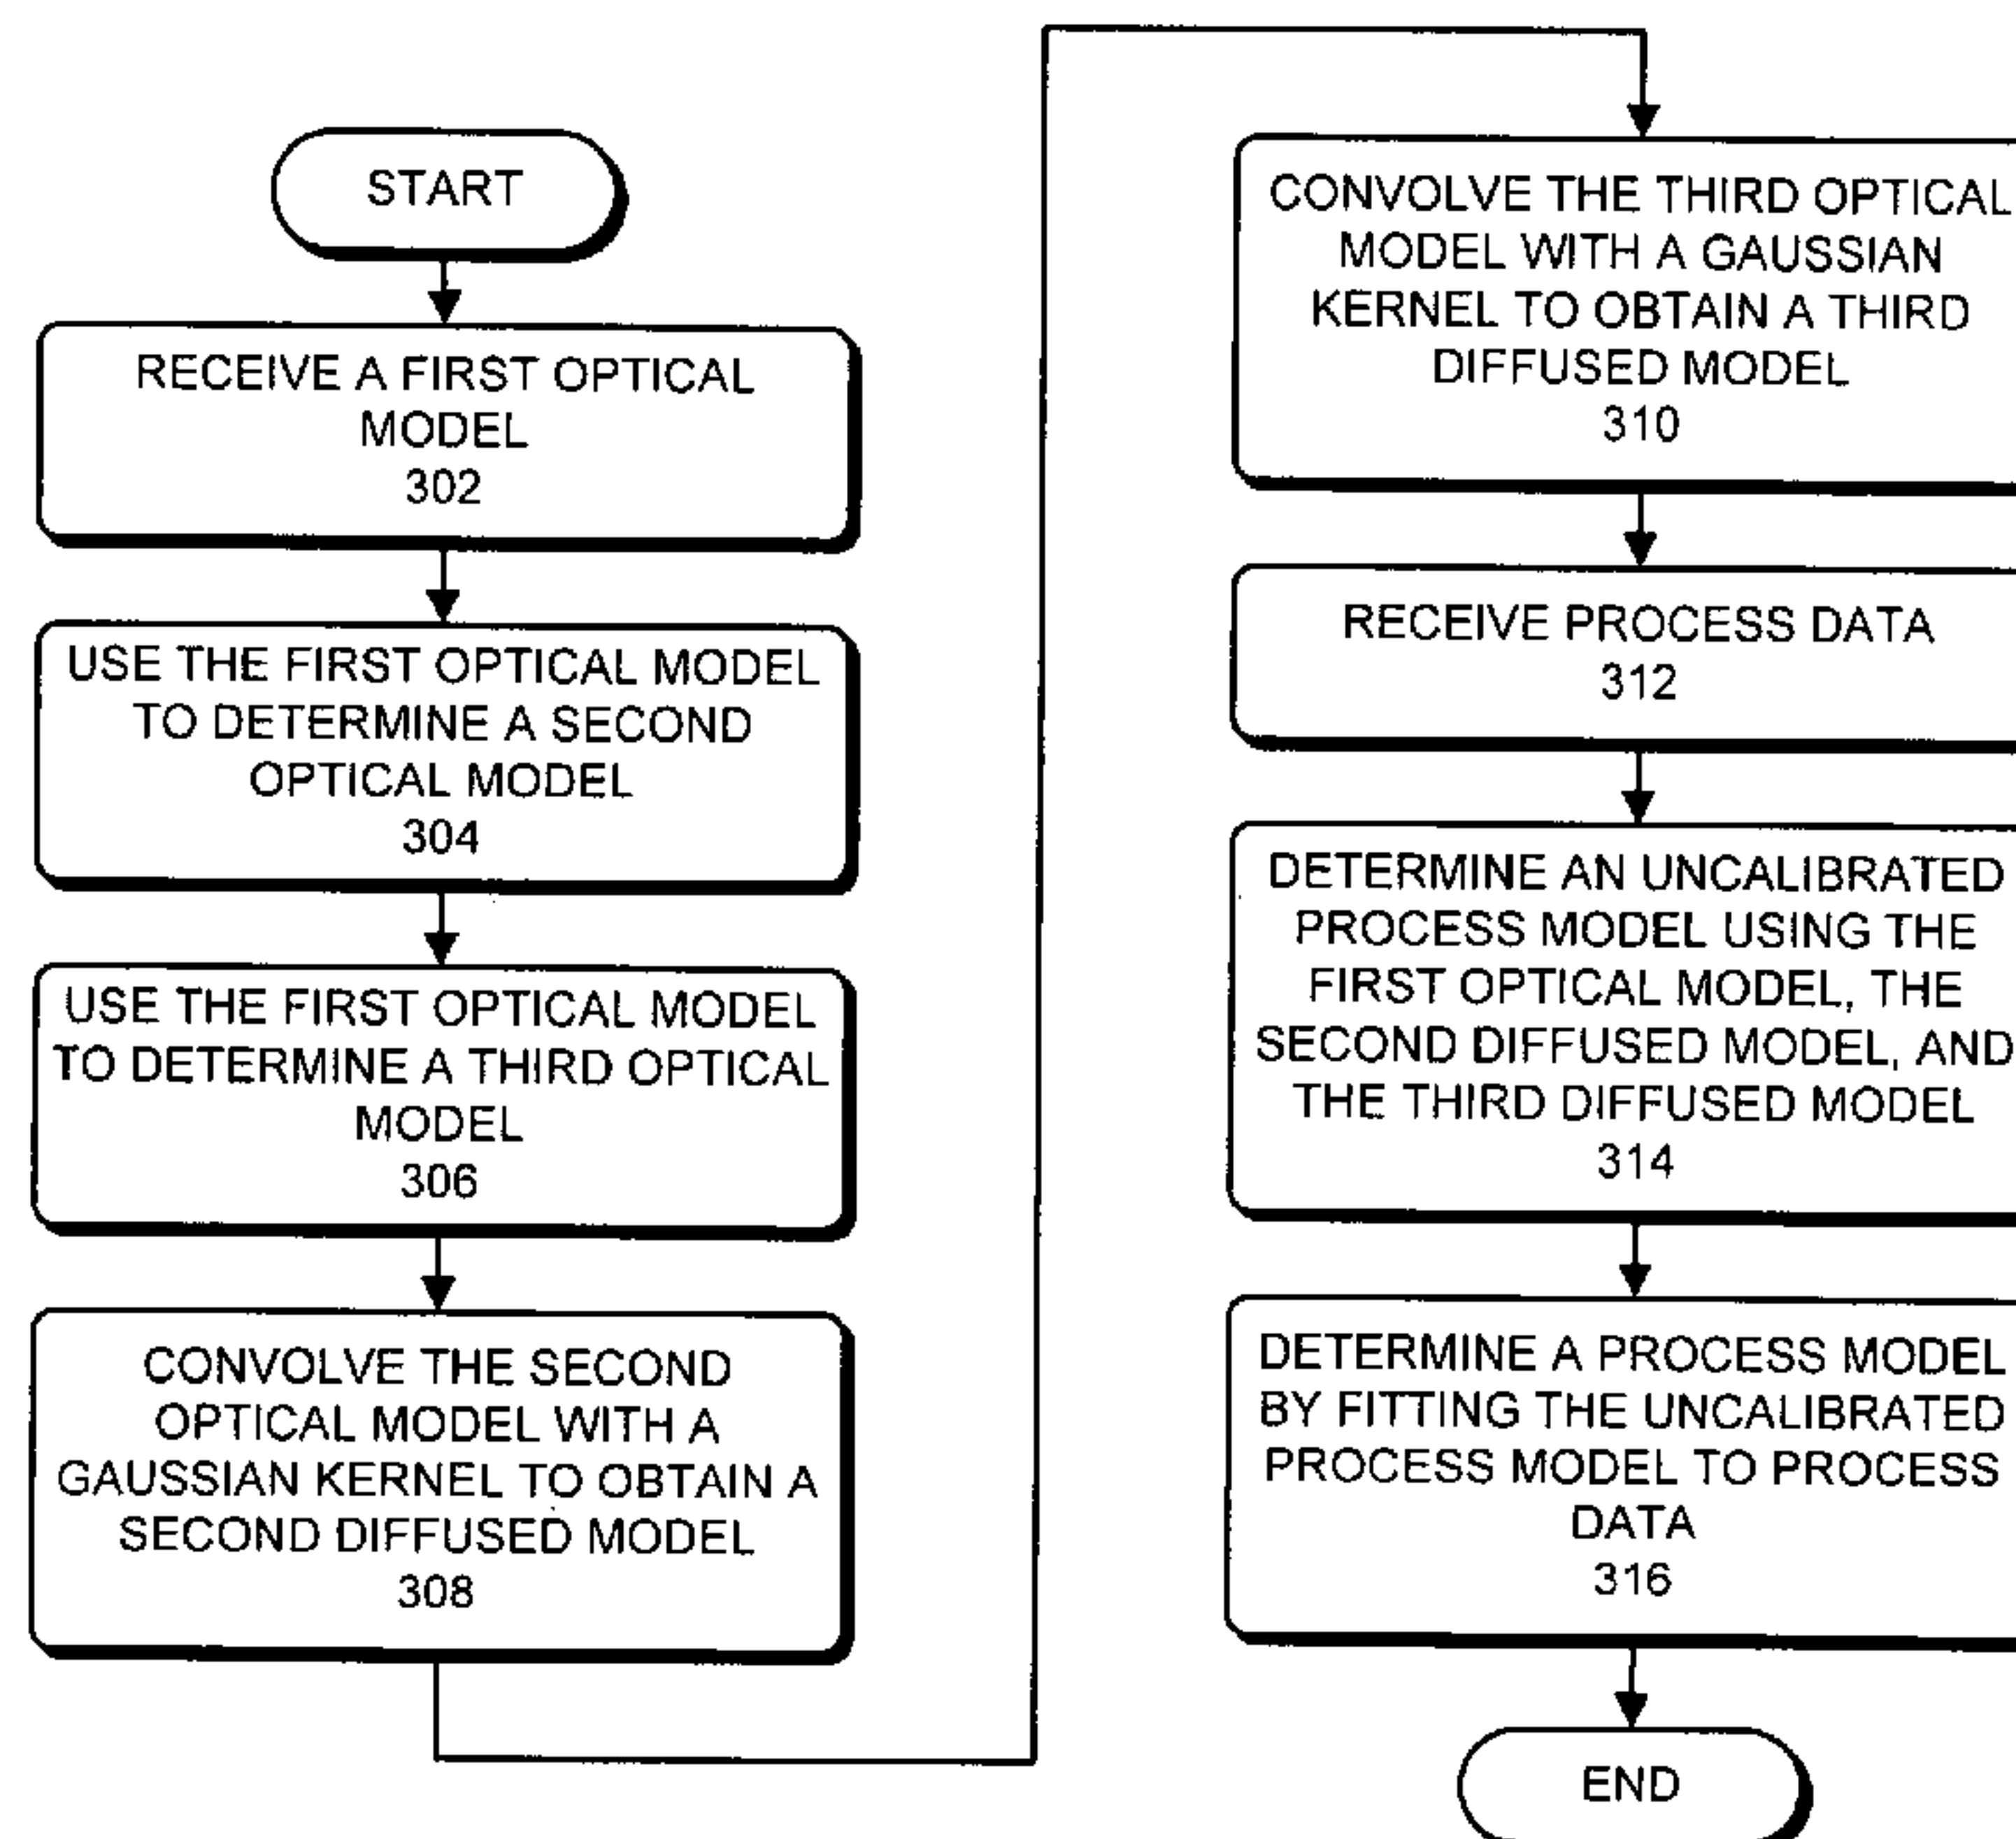 START
RECEIVE A FIRST OPTICAL
MODEL
302
USE THE FIRST OPTICAL MODEL
TO DETERMINE A SECOND
OPTICAL MODEL
304
USE THE FIRST OPTICAL MODEL
TO DETERMINE A THIRD OPTICAL
MODEL
306
CONVOLVE THE SECOND
OPTICAL MODEL WITH A
GAUSSIAN KERNEL TO OBTAIN A
SECOND DIFFUSED MODEL
308
CONVOLVE THE THIRD OPTICAL
MODEL WITH A GAUSSIAN
KERNEL TO OBTAIN A THIRD
DIFFUSED MODEL
310
RECEIVE PROCESS DATA
312
DETERMINE AN UNCALIBRATED
PROCESS MODEL USING THE
FIRST OPTICAL MODEL, THE
SECOND DIFFUSED MODEL, AND
THE THIRD DIFFUSED MODEL
314
DETERMINE A PROCESS MODEL
BY FITTING THE UNCALIBRATED
PROCESS MODEL TO PROCESS
DATA
316
END